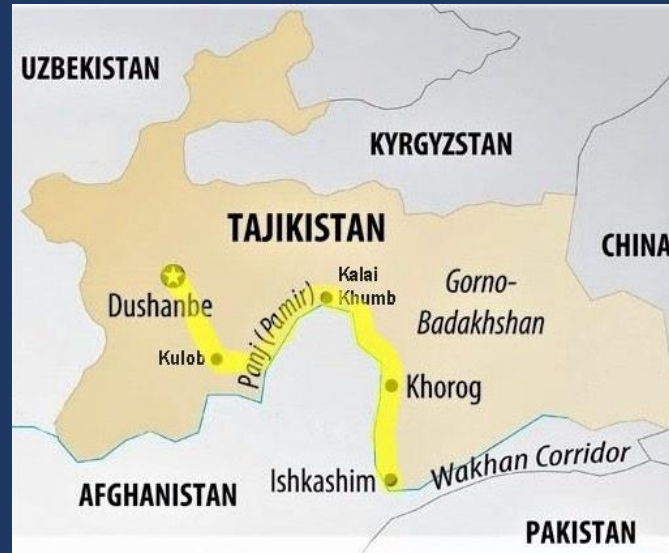 UZBEKISTAN
KYRGYZSTAN
TAJIKISTAN
CHINA
Kalai
Khumb
Gorno-
Badakhshan
Dushanbe
Panj (Pamir)
Kulob
Khorog
Ishkashim
Wakhan Corridor
AFGHANISTAN
PAKISTAN